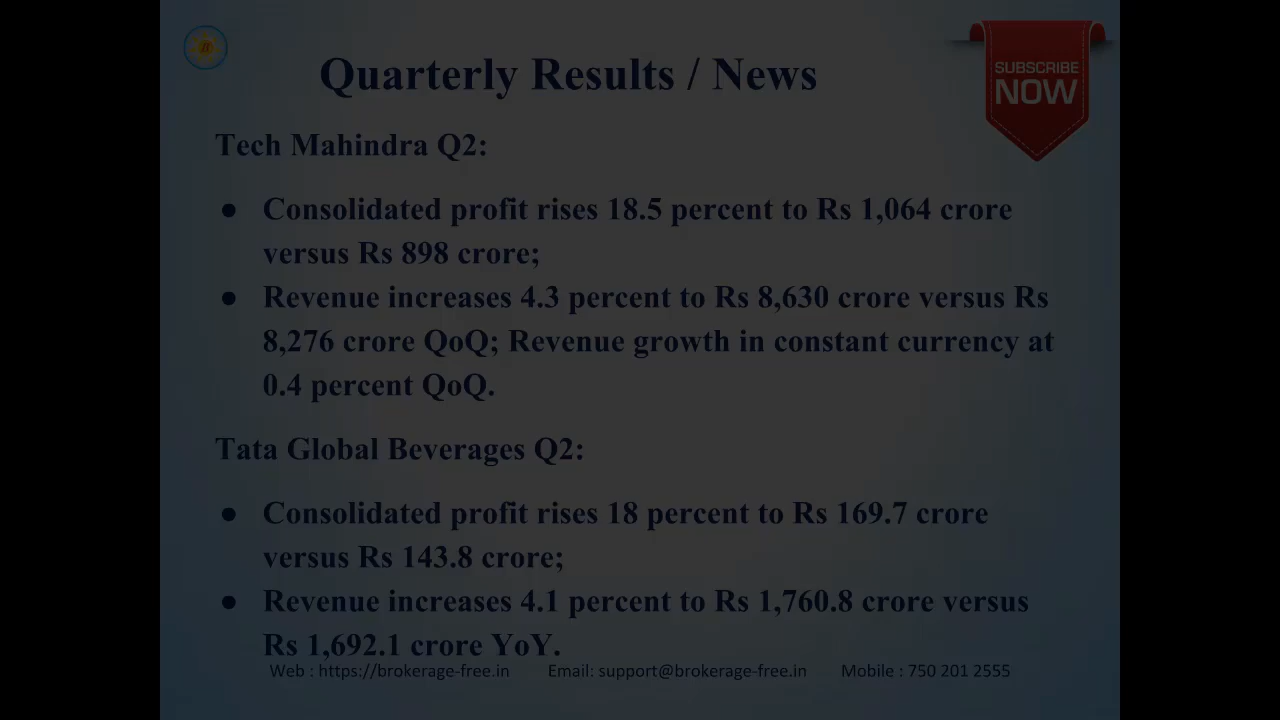 Quarterly Results / News
SUBSCRIBE
NOW
Tech Mahindra Q2:
● Consolidated profit rises 18.5 percent to Rs 1,064 crore
versus Rs 898 crore;
● Revenue increases 4.3 percent to Rs 8,630 crore versus Rs
8,276 crore QoQ; Revenue growth in constant currency at
0.4 percent QoQ.
Tata Global Beverages Q2:
● Consolidated profit rises 18 percent to Rs 169.7 crore
versus Rs 143.8 crore;
● Revenue increases 4.1 percent to Rs 1,760.8 crore versus
Rs 1,692.1 crore YoY.
Web : https://brokerage-free.in Email: support@brokerage-free.in Mobile : 750 201 2555